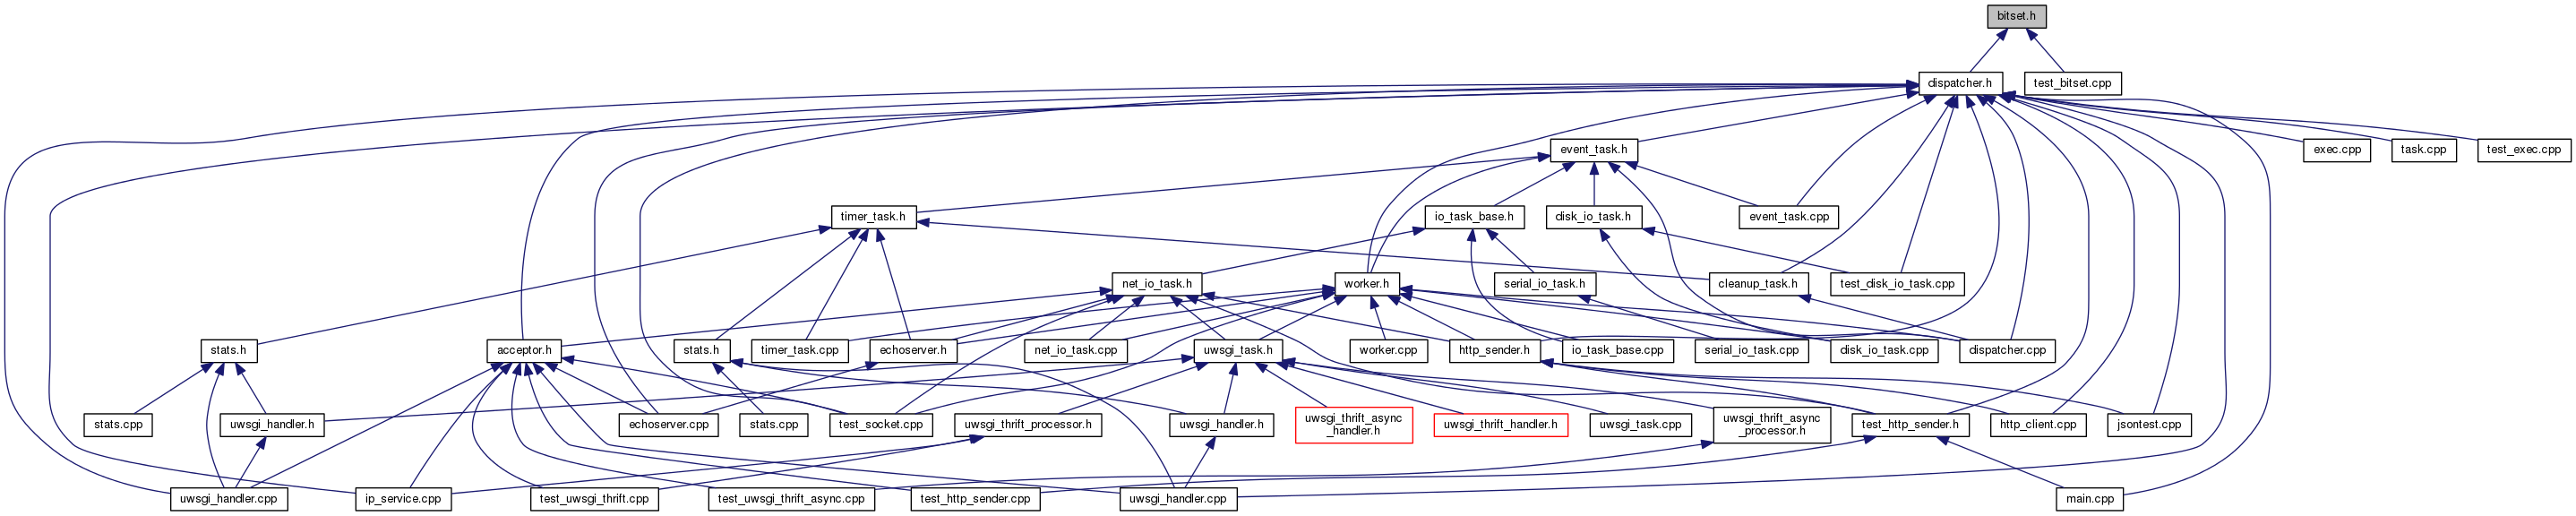 bitset.h
dispatcher.h
test_bitset.cpp
event_task.h
exec.cpp
task.cpp
test_exec.cpp
timer_task.h
io_task_base.h
disk_io_task.h
event_task.cpp
net_io_task.h
worker.h
serial_io_task.h
cleanup_task.h
test_disk_io_task.cpp
stats.h
acceptor.h
stats.h
timer_task.cpp
echoserver.h
net_io_task.cpp
uwsgi_task.h
worker.cpp
http_sender.h
io_task_base.cpp
serial_io_task.cpp
disk_io_task.cpp
dispatcher.cpp
stats.cpp
uwsgi_handler.h
echoserver.cpp
stats.cpp
test_socket.cpp
uwsgi_thrift_processor.h
uwsgi_handler.h
uwsgi_thrift_async
_handler.h
uwsgi_thrift_handler.h
uwsgi_task.cpp
uwsgi_thrift_async
_processor.h
test_http_sender.h
http_client.cpp
jsontest.cpp
uwsgi_handler.cpp
ip_service.cpp
test_uwsgi_thrift.cpp
test_uwsgi_thrift_async.cpp
test_http_sender.cpp
uwsgi_handler.cpp
main.cpp